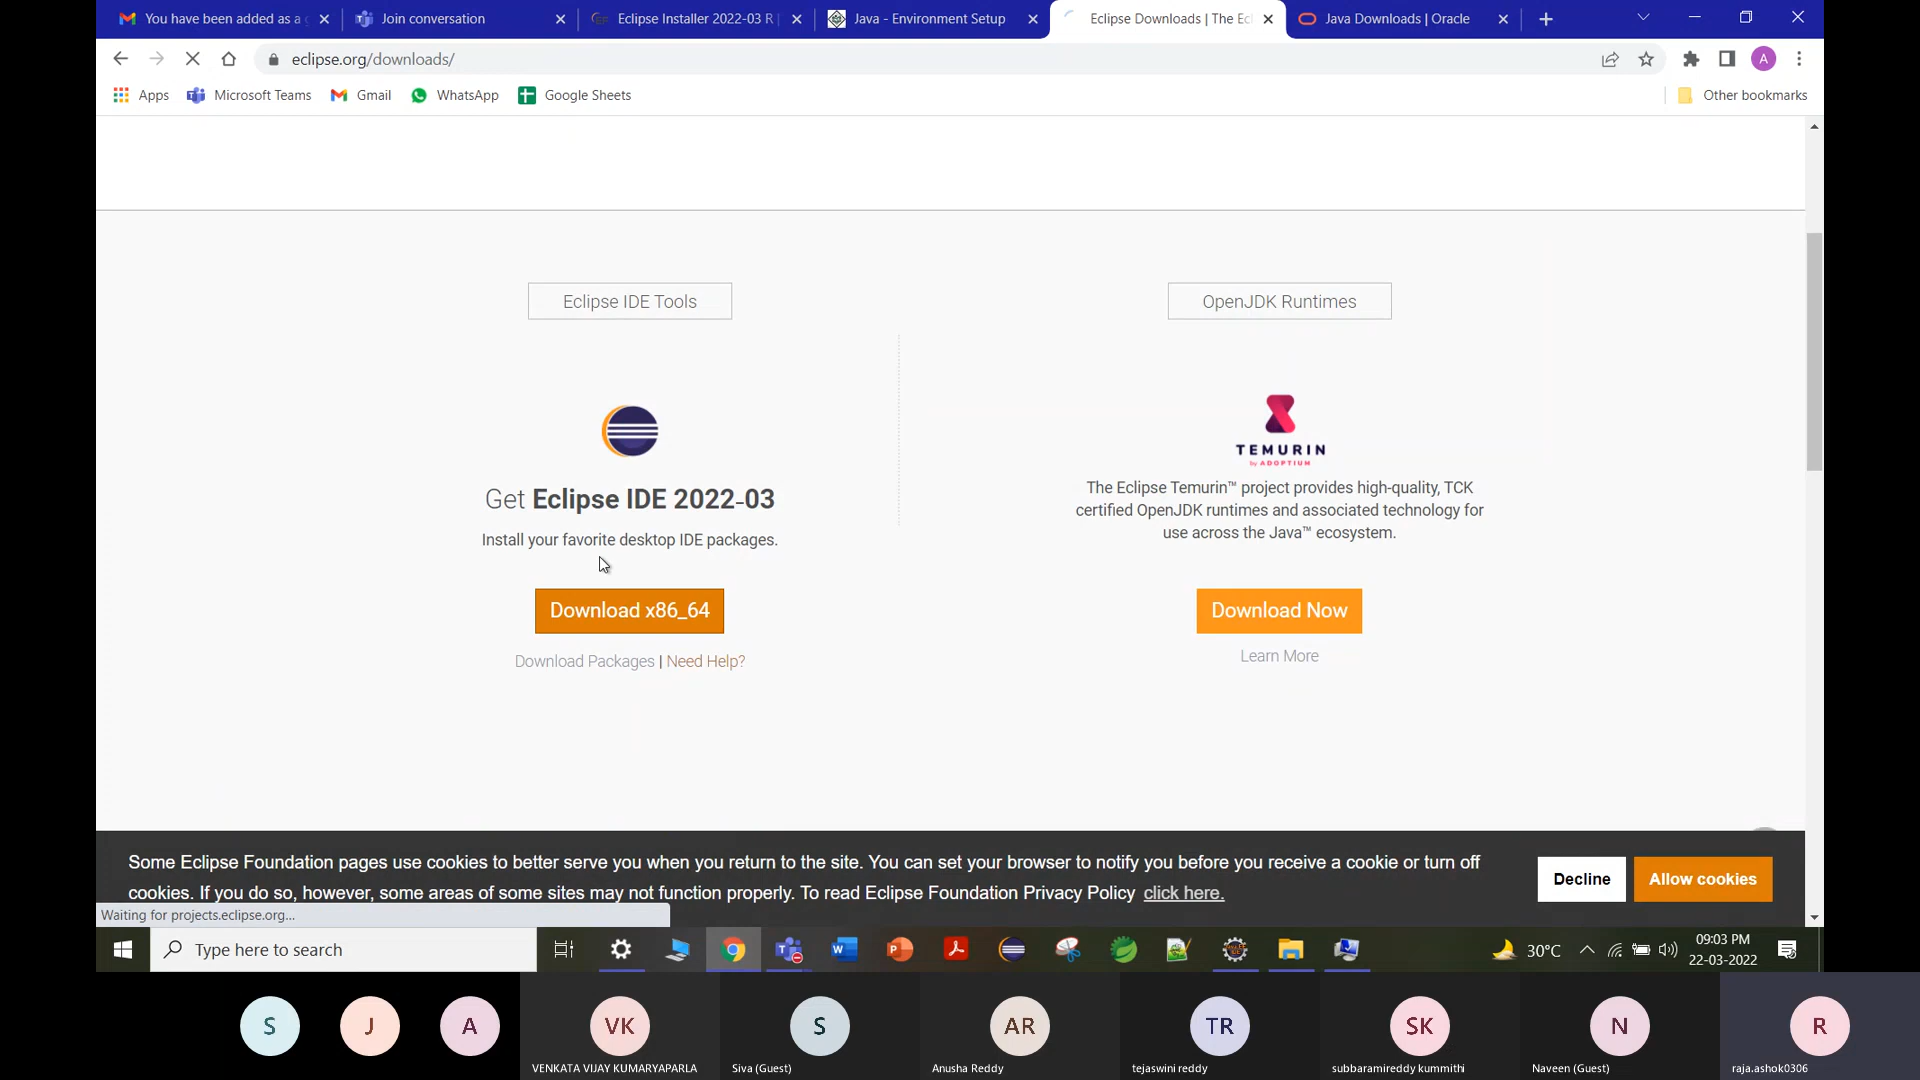 You have been added as a g
Join conversation
Eclipse Installer 2022-03 R
Java - Environment Setup
Eclipse Downloads | The Ecl
Java Downloads | Oracle
eclipse.org/downloads/
A
Apps
Microsoft Teams
Gmail
WhatsApp
Google Sheets
Other bookmarks
Eclipse IDE Tools
OpenJDK Runtimes
TEMURIN
by ADOPTIUM
Get Eclipse IDE 2022-03
The Eclipse Temurin™ project provides high-quality, TCK
certified OpenJDK runtimes and associated technology for
use across the Java™ ecosystem.
Install your favorite desktop IDE packages.
Download x86_64
Download Now
Download Packages | Need Help?
Learn More
Some Eclipse Foundation pages use cookies to better serve you when you return to the site. You can set your browser to notify you before you receive a cookie or turn off
cookies. If you do so, however, some areas of some sites may not function properly. To read Eclipse Foundation Privacy Policy click here.
Decline
Allow cookies
Waiting for projects.eclipse.org...
Type here to search
30°C
09:03 PM
22-03-2022
S
J
A
VK
S
AR
TR
SK
N
R
VENKATA VIJAY KUMARYAPARLA
Siva (Guest)
Anusha Reddy
tejaswini reddy
subbaramireddy kummithi
Naveen (Guest)
raja.ashok0306